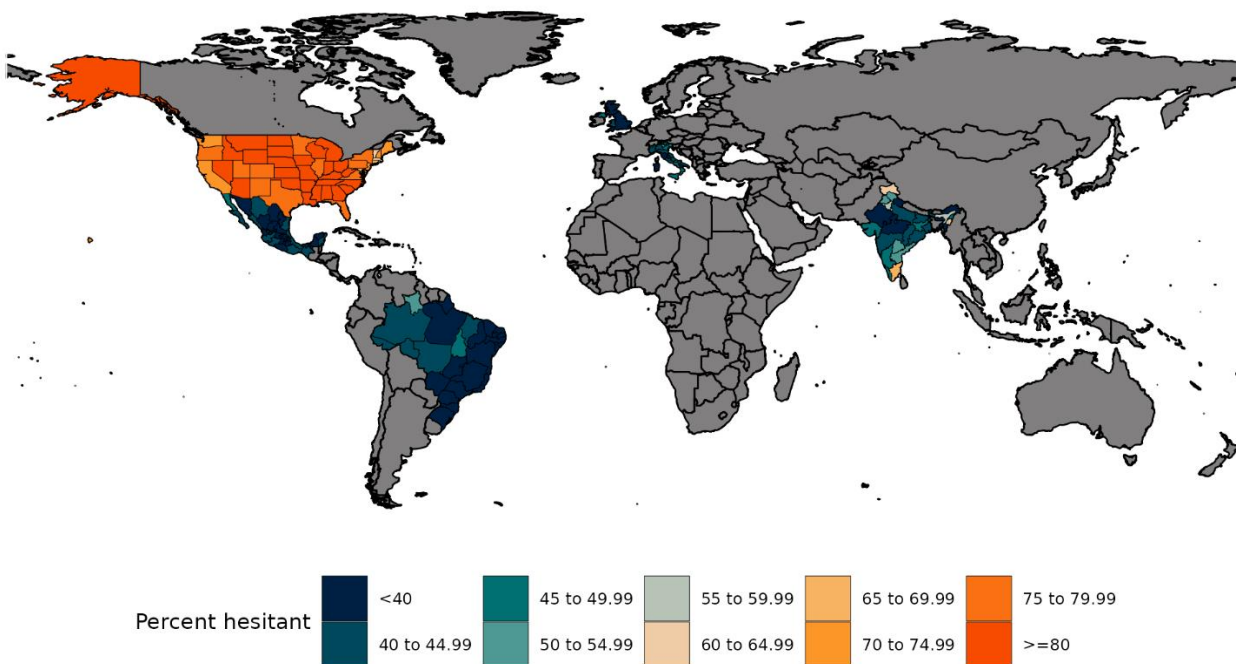 Percent hesitant
<40
45 to 49.99
55 to 59.99
65 to 69.99
75 to 79.99
40 to 44.99
50 to 54.99
60 to 64.99
70 to 74.99
>=80